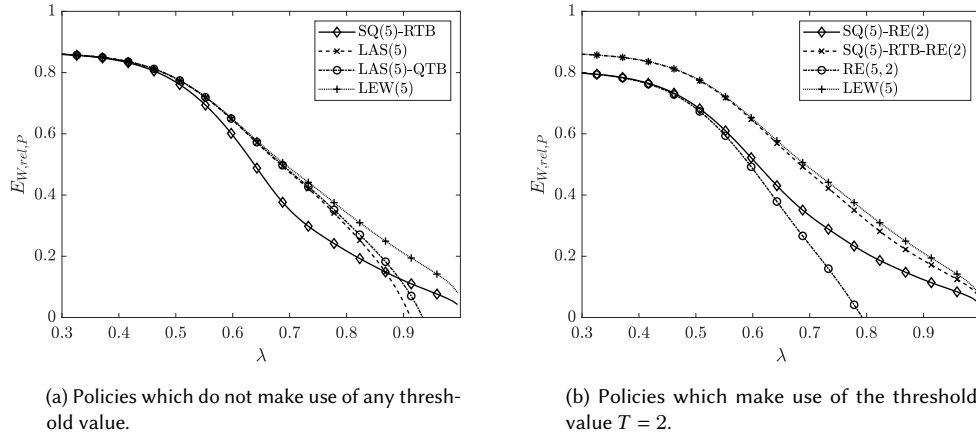 1
0.8
0.6
0.4
0.2
0
E_{W,rel,P}
0.3 0.4 0.5 0.6 0.7 0.8 0.9
λ
SQ(5)-RTB
LAS(5)
LAS(5)-QTB
LEW(5)
(a) Policies which do not make use of any thresh-
old value.
1
0.8
0.6
0.4
0.2
0
E_{W,rel,P}
0.3 0.4 0.5 0.6 0.7 0.8 0.9
λ
SQ(5)-RE(2)
SQ(5)-RTB-RE(2)
RE(5, 2)
LEW(5)
(b) Policies which make use of the threshold
value T = 2.